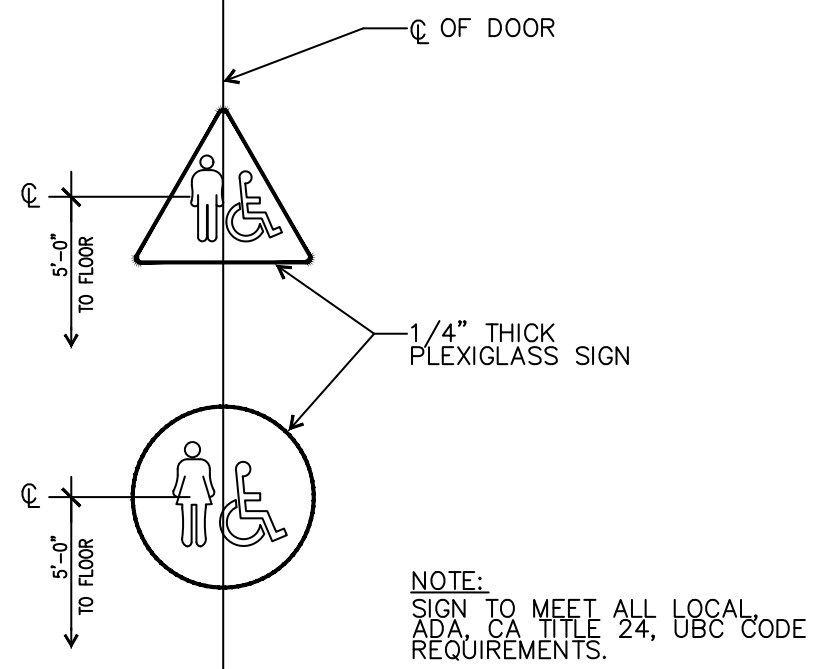 ℄ OF DOOR
℄
5'-0"
TO FLOOR
1/4" THICK
PLEXIGLASS SIGN
℄
5'-0"
TO FLOOR
NOTE:
SIGN TO MEET ALL LOCAL,
ADA, CA TITLE 24, UBC CODE
REQUIREMENTS.